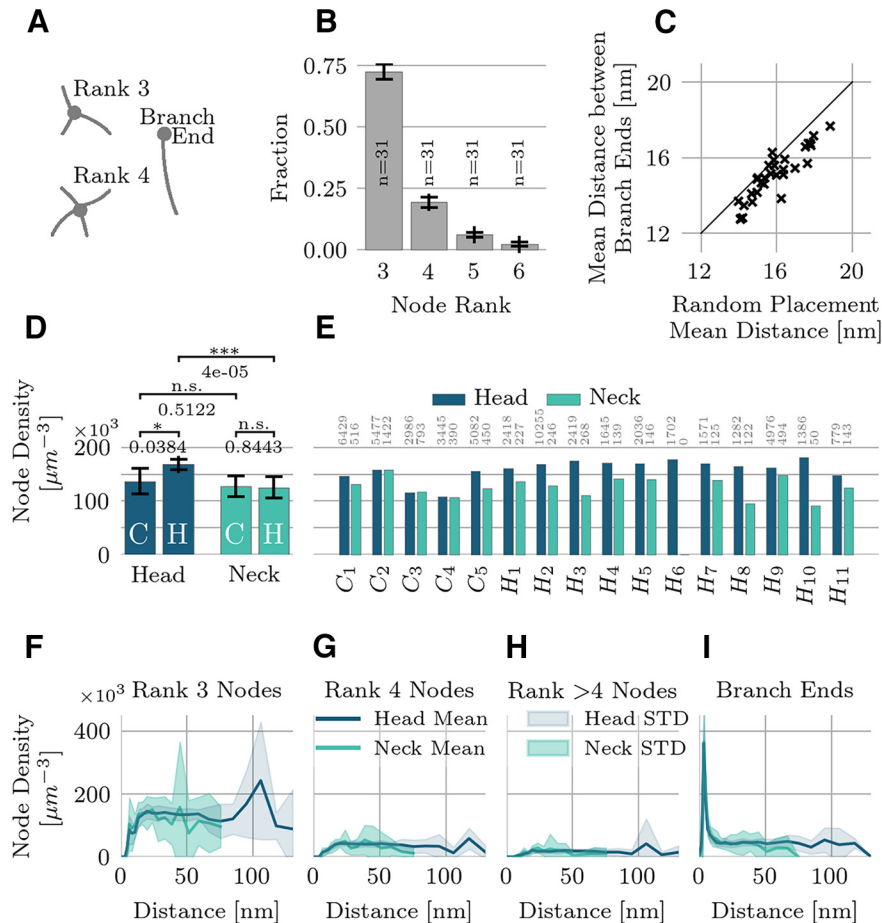 A
Rank 3
Branch
End
Rank 4
B
Fraction
0.75
0.50
0.25
0.00
n=31
n=31
n=31
n=31
3 4 5 6
Node Rank
C
Mean Distance between
Branch Ends [nm]
20
16
12
12 16 20
Random Placement
Mean Distance [nm]
D
Node Density
[μm⁻³]
×10³
200
100
0
***
4e-05
n.s.
0.5122
*
0.0384
n.s.
0.8443
C H C H
Head Neck
E
Head Neck
6429 516
5477 1422
2986 793
3445 390
5082 450
2418 227
10255 246
2419 268
1645 139
2036 146
1702 0
1571 125
1282 122
4976 494
1386 50
779 143
C₁ C₂ C₃ C₄ C₅ H₁ H₂ H₃ H₄ H₅ H₆ H₇ H₈ H₉ H₁₀ H₁₁
F
Rank 3 Nodes
×10³
Node Density
[μm⁻³]
400
200
0
0 50 100
Distance [nm]
G
Rank 4 Nodes
Head Mean
Neck Mean
0 50 100
Distance [nm]
H
Rank >4 Nodes
Head STD
Neck STD
0 50 100
Distance [nm]
I
Branch Ends
0 50 100
Distance [nm]